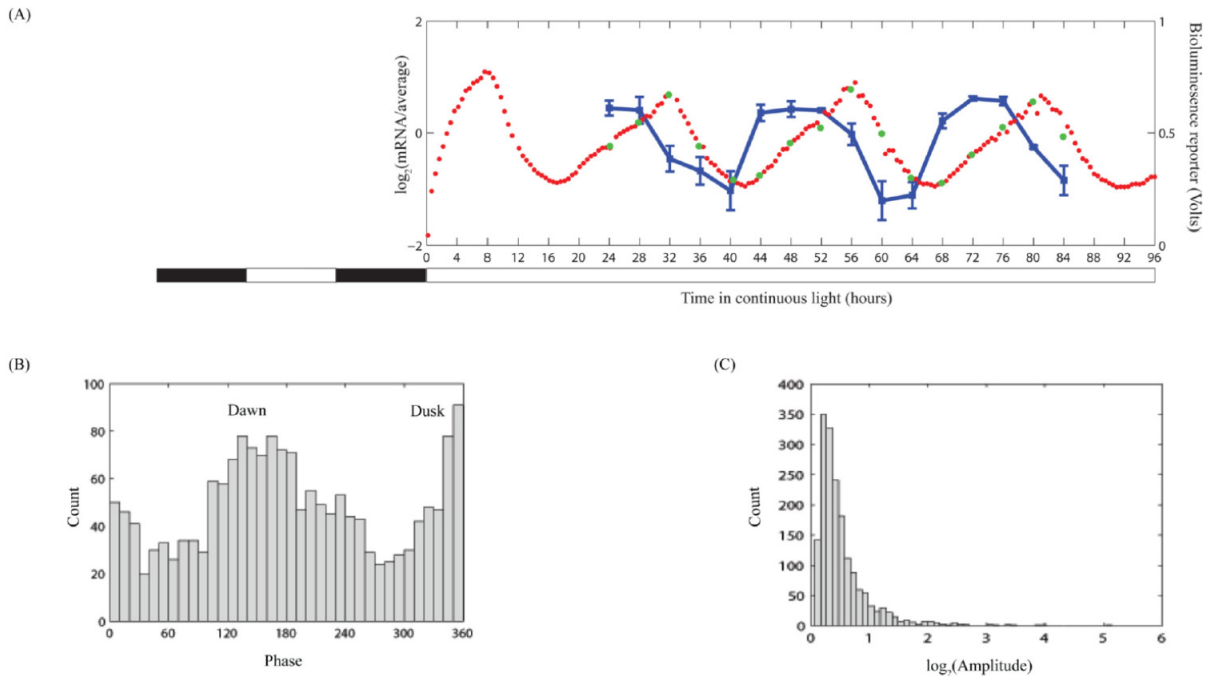 (A)
2
1
0
0.5
−2
0
log2(mRNA/average)
Bioluminesence reporter (Volts)
0 4 8 12 16 20 24 28 32 36 40 44 48 52 56 60 64 68 72 76 80 84 88 92 96
Time in continuous light (hours)
(B)
100
80
60
40
20
0
Count
Dawn
Dusk
0 60 120 180 240 300 360
Phase
(C)
400
350
300
250
200
150
100
50
0
Count
0 1 2 3 4 5 6
log2(Amplitude)